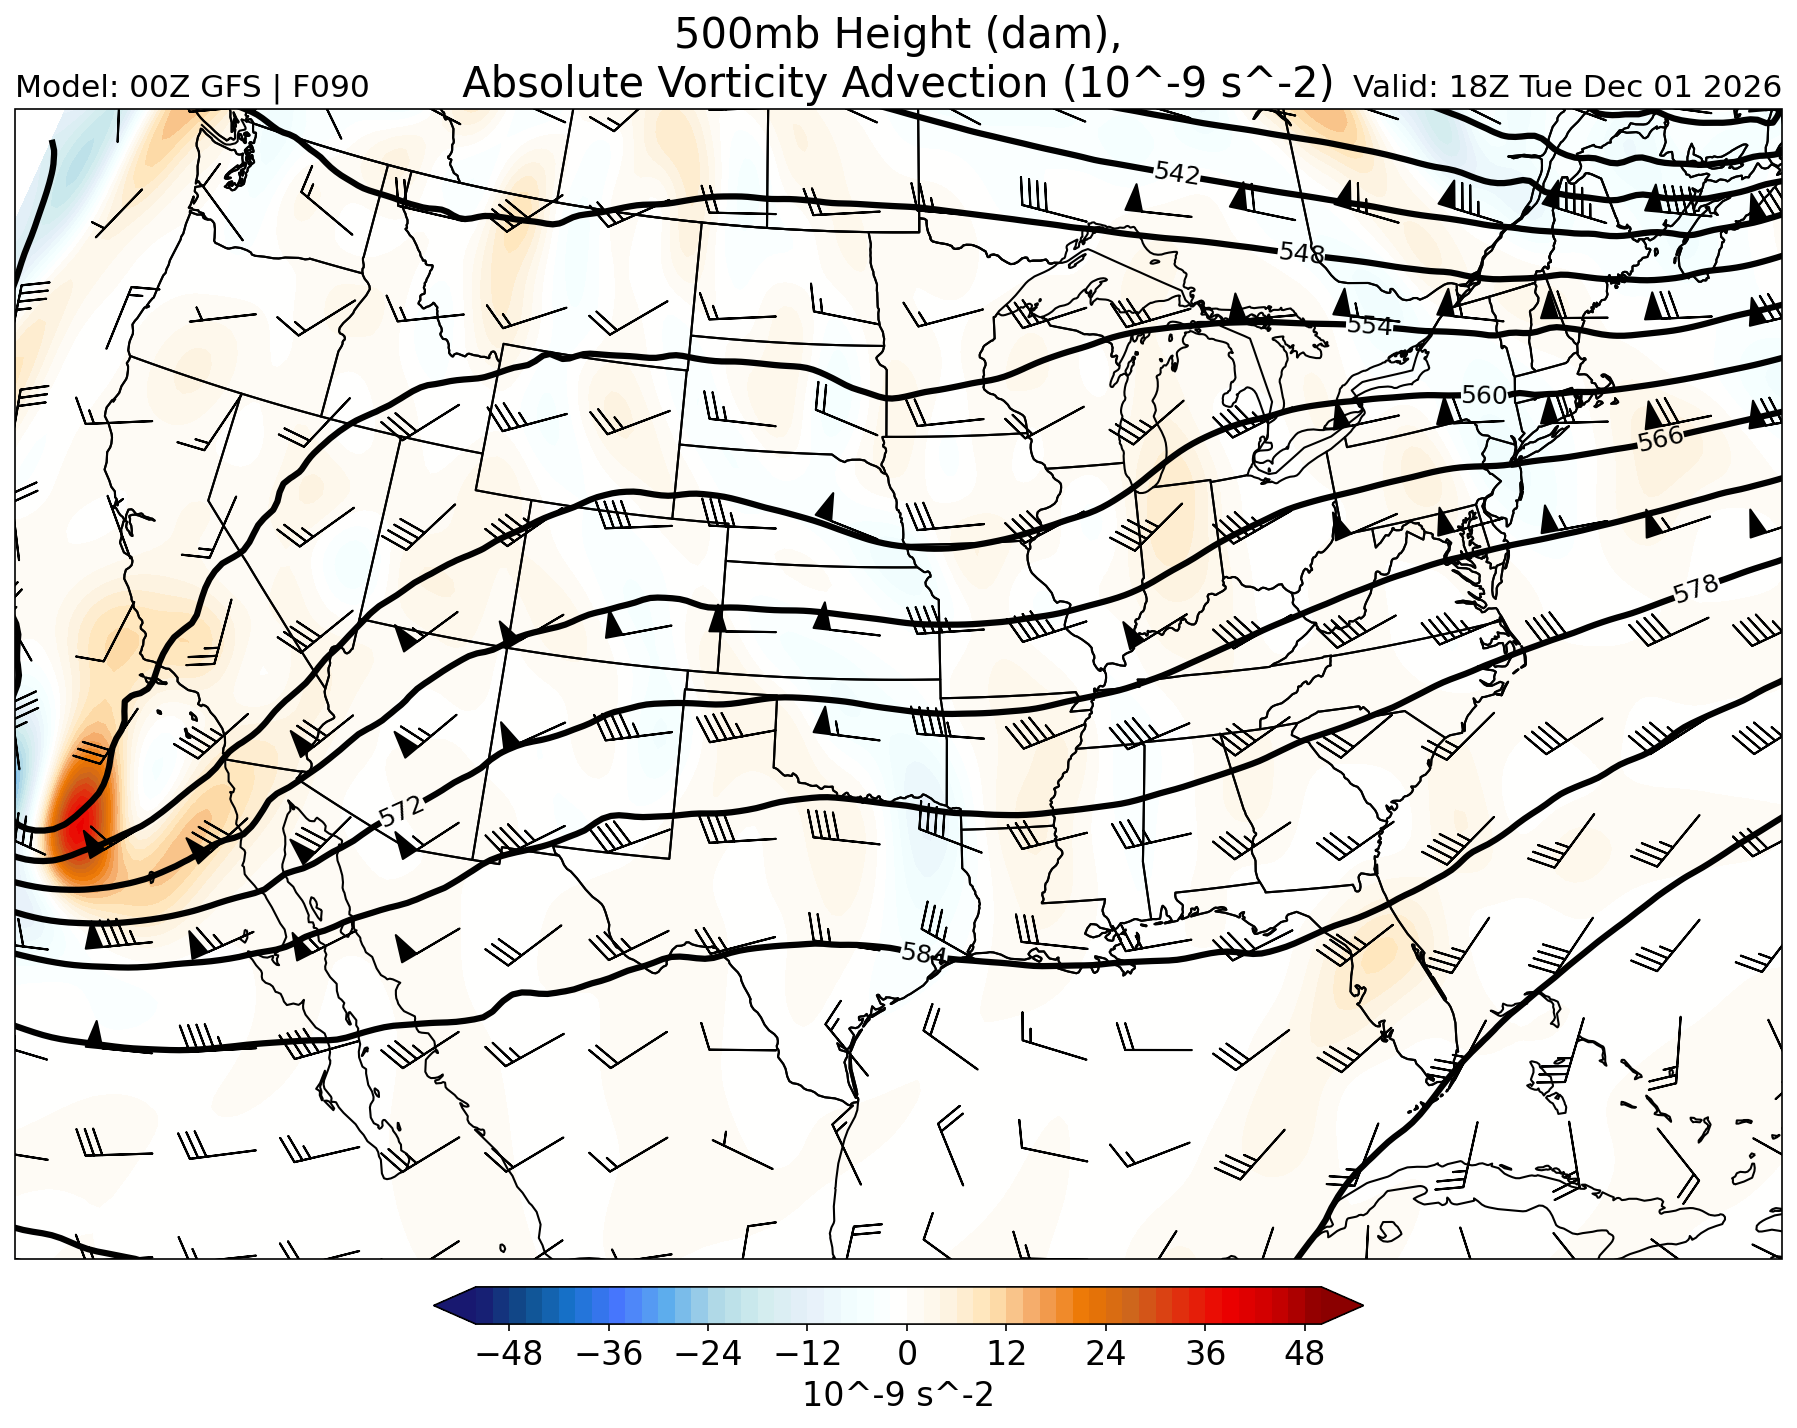 500mb Height (dam),
Model: 00Z GFS | F090
Absolute Vorticity Advection (10^-9 s^-2)
Valid: 18Z Tue Dec 01 2026
542
548
554
560
566
578
572
584
−48 −36 −24 −12 0 12 24 36 48
10^-9 s^-2